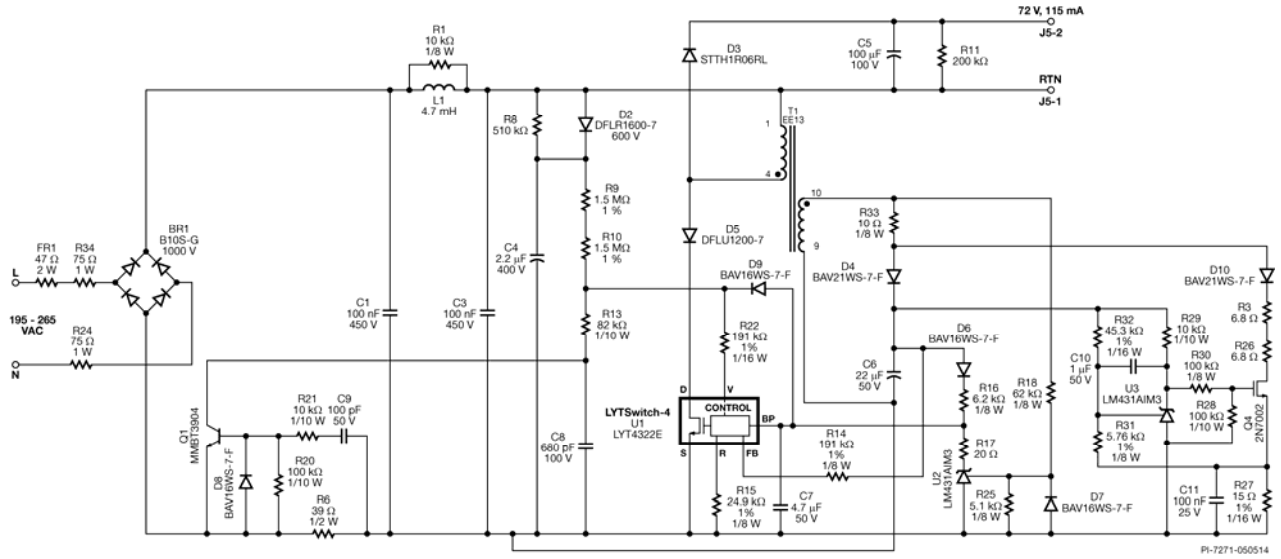 72 V, 115 mA
J5-2
R1
10 kΩ
1/8 W
D3
STTH1R06RL
C5
100 µF
100 V
R11
200 kΩ
RTN
J5-1
L1
4.7 mH
R8
510 kΩ
D2
DFLR1600-7
600 V
T1
EE13
1
4
10
9
R9
1.5 MΩ
1 %
R10
1.5 MΩ
1 %
C4
2.2 µF
400 V
D5
DFLU1200-7
R33
10 Ω
1/8 W
BR1
B10S-G
1000 V
FR1
47 Ω
2 W
R34
75 Ω
1 W
L
195 - 265
VAC
R24
75 Ω
1 W
N
C1
100 nF
450 V
C3
100 nF
450 V
D9
BAV16WS-7-F
D4
BAV21WS-7-F
D10
BAV21WS-7-F
R3
6.8 Ω
R26
6.8 Ω
R13
82 kΩ
1/10 W
R22
191 kΩ
1%
1/16 W
D6
BAV16WS-7-F
R32
45.3 kΩ
1%
1/16 W
R29
10 kΩ
1/10 W
C10
1 µF
50 V
R30
100 kΩ
1/8 W
C6
22 µF
50 V
R16
6.2 kΩ
1/8 W
R18
62 kΩ
1/8 W
U3
LM431AIM3
R28
100 kΩ
1/10 W
Q4
2N7002
D
V
LYTSwitch-4
U1
LYT4322E
CONTROL
BP
S
R
FB
Q1
MMBT3904
R21
10 kΩ
1/10 W
C9
100 pF
50 V
D8
BAV16WS-7-F
R20
100 kΩ
1/10 W
R6
39 Ω
1/2 W
C8
680 pF
100 V
R14
191 kΩ
1%
1/8 W
R17
20 Ω
U2
LM431AIM3
R31
5.76 kΩ
1%
1/8 W
R15
24.9 kΩ
1%
1/8 W
C7
4.7 µF
50 V
R25
5.1 kΩ
1/8 W
D7
BAV16WS-7-F
C11
100 nF
25 V
R27
15 Ω
1%
1/16 W
PI-7271-050514